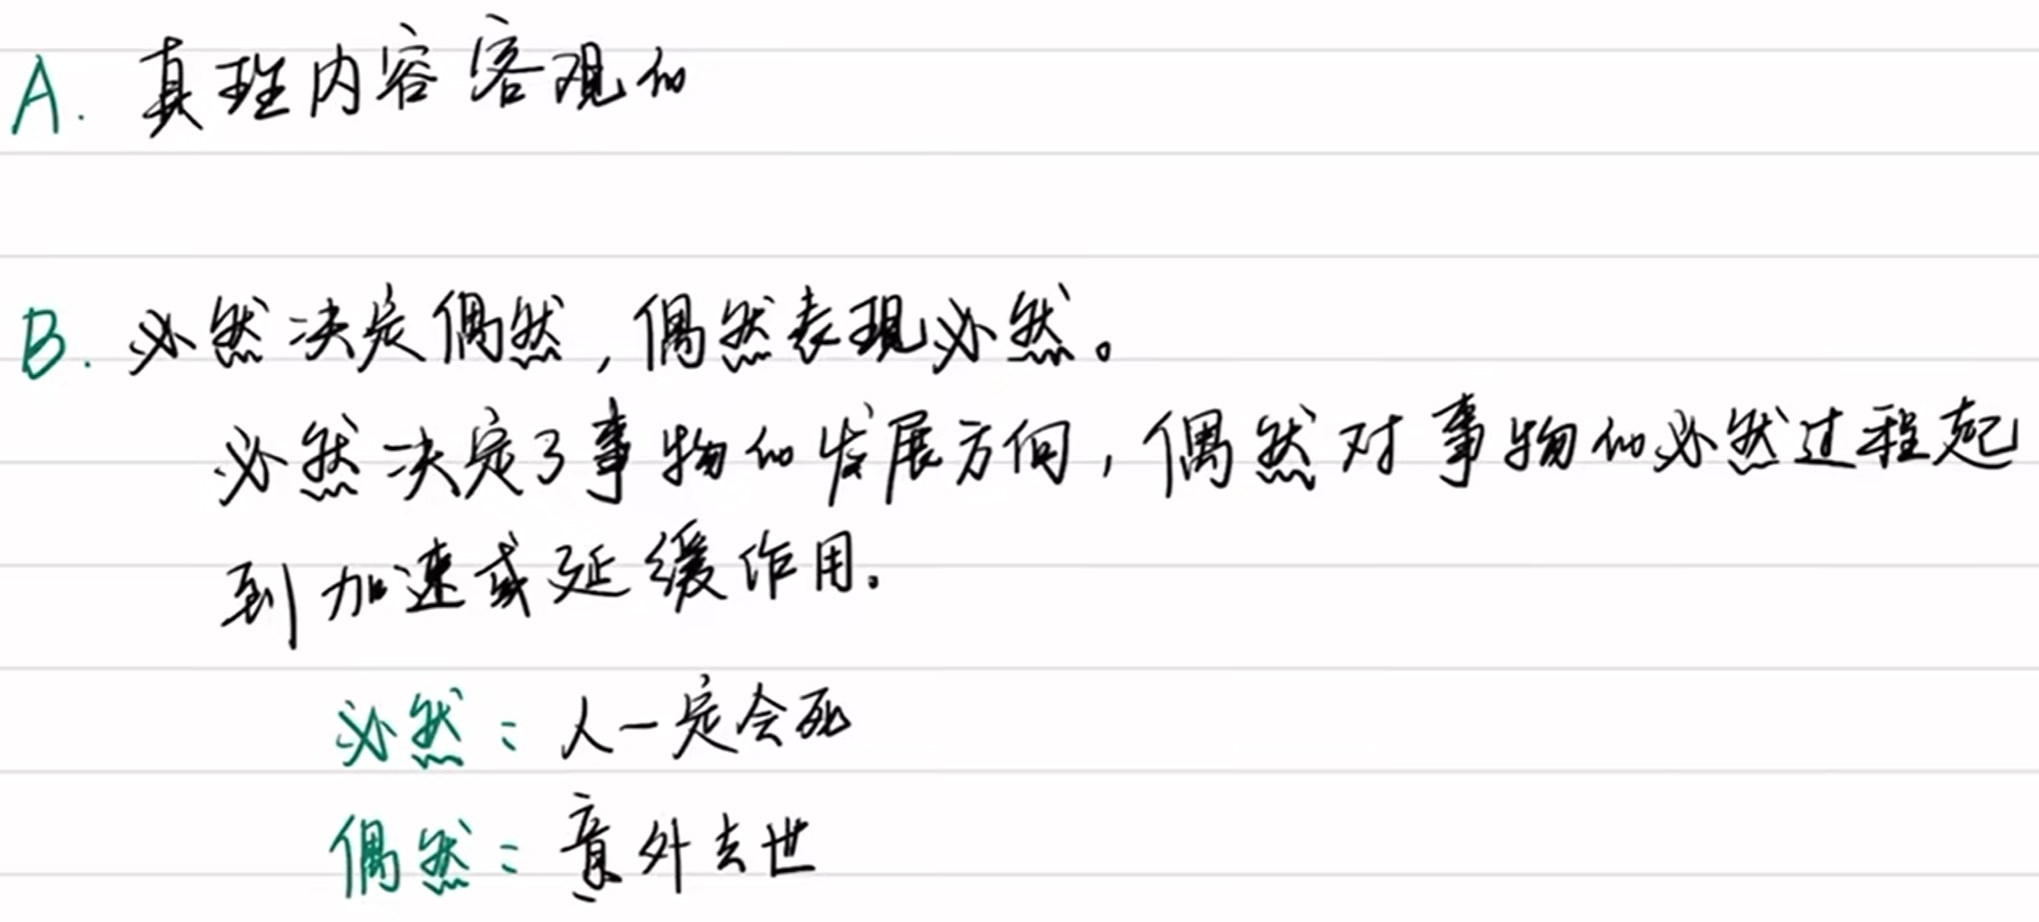 A. 真理内容客观的
B. 必然决定偶然,偶然表现必然。
必然决定了事物的发展方向,偶然对事物的必然过程起
到加速或延缓作用。
必然:人一定会死
偶然:意外去世